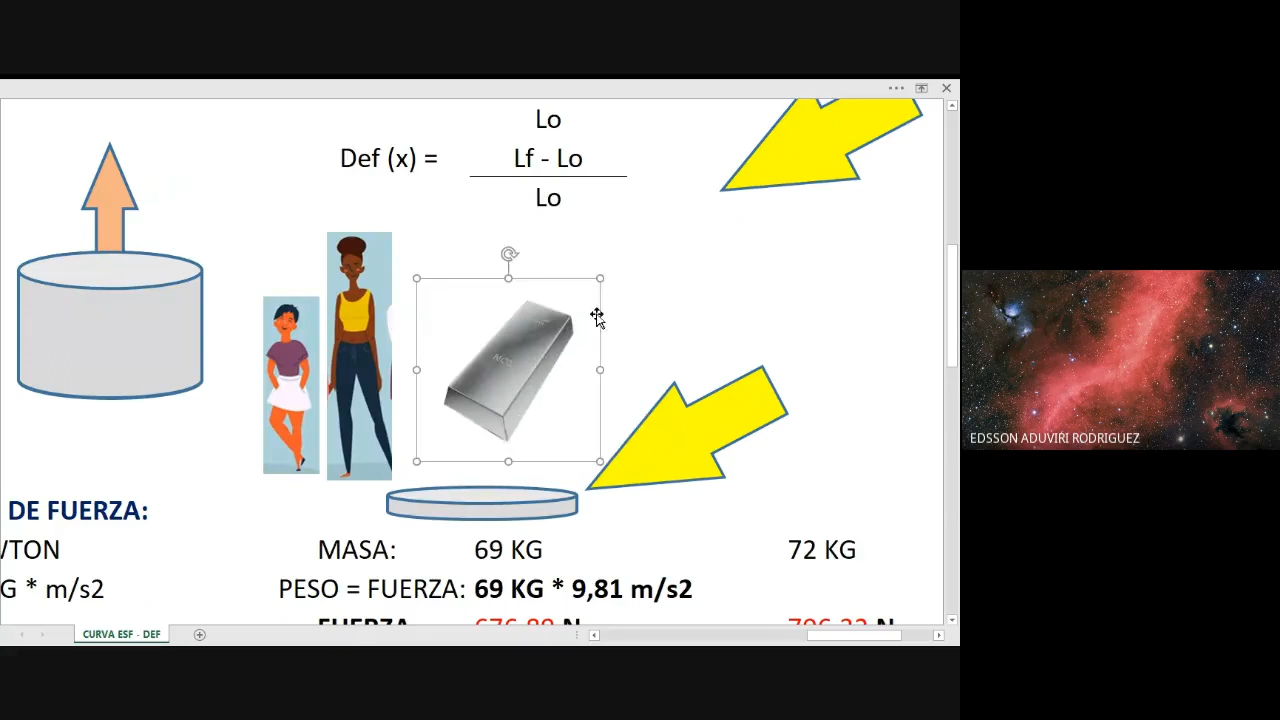 Lo
Def (x) = Lf - Lo
Lo
DE FUERZA:
MASA: 69 KG 72 KG
G * m/s2 PESO = FUERZA: 69 KG * 9,81 m/s2
CURVA ESF - DEF
EDSSON ADUVIRI RODRIGUEZ